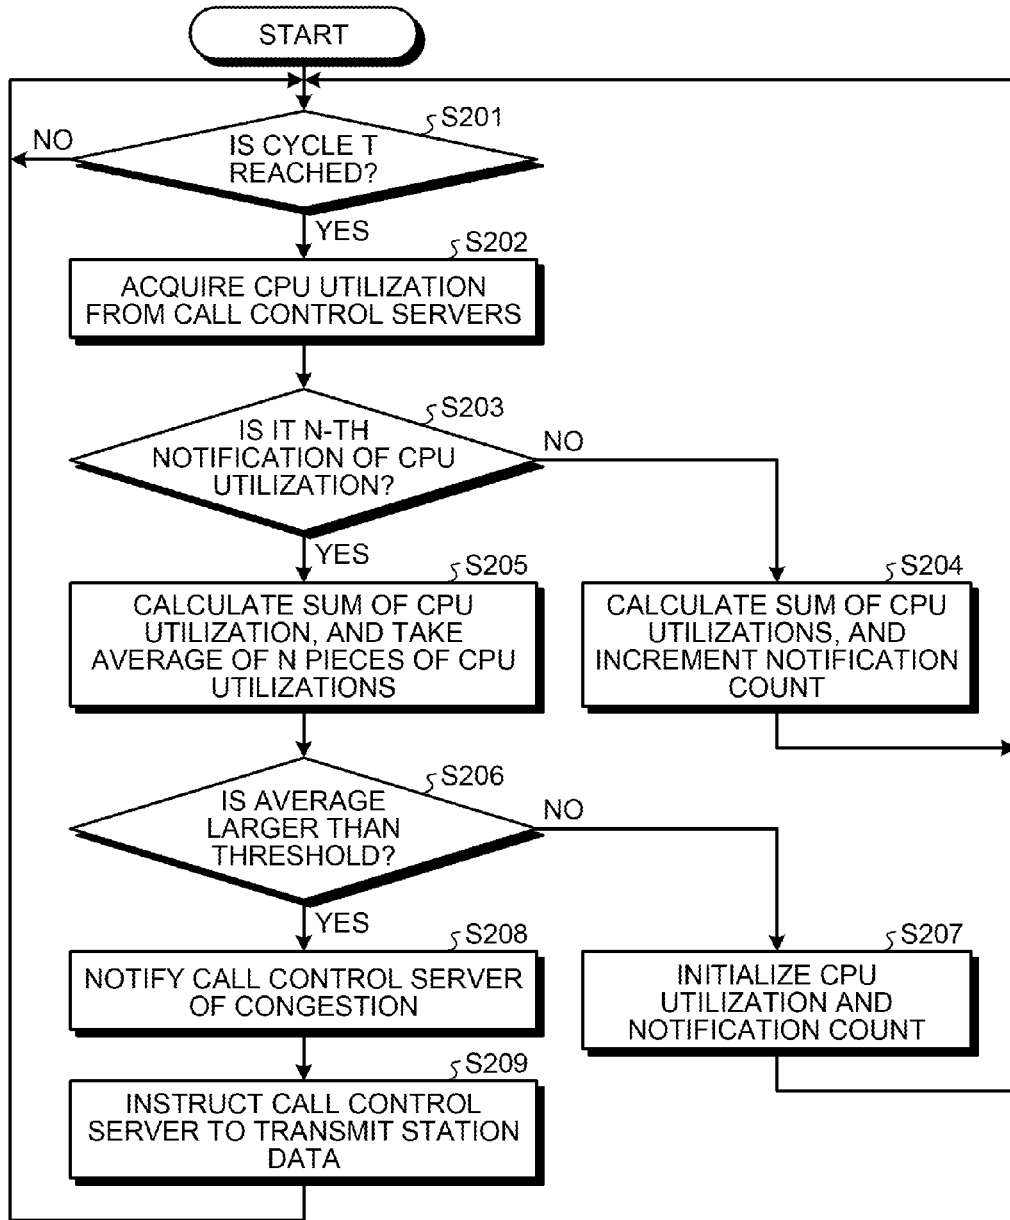 START
S201
NO
IS CYCLE T
REACHED?
YES
S202
ACQUIRE CPU UTILIZATION
FROM CALL CONTROL SERVERS
S203
IS IT N-TH
NOTIFICATION OF CPU
UTILIZATION?
NO
YES
S205
CALCULATE SUM OF CPU
UTILIZATION, AND TAKE
AVERAGE OF N PIECES OF CPU
UTILIZATIONS
S204
CALCULATE SUM OF CPU
UTILIZATIONS, AND
INCREMENT NOTIFICATION
COUNT
S206
IS AVERAGE
LARGER THAN
THRESHOLD?
NO
YES
S208
NOTIFY CALL CONTROL SERVER
OF CONGESTION
S207
INITIALIZE CPU
UTILIZATION AND
NOTIFICATION COUNT
S209
INSTRUCT CALL CONTROL
SERVER TO TRANSMIT STATION
DATA